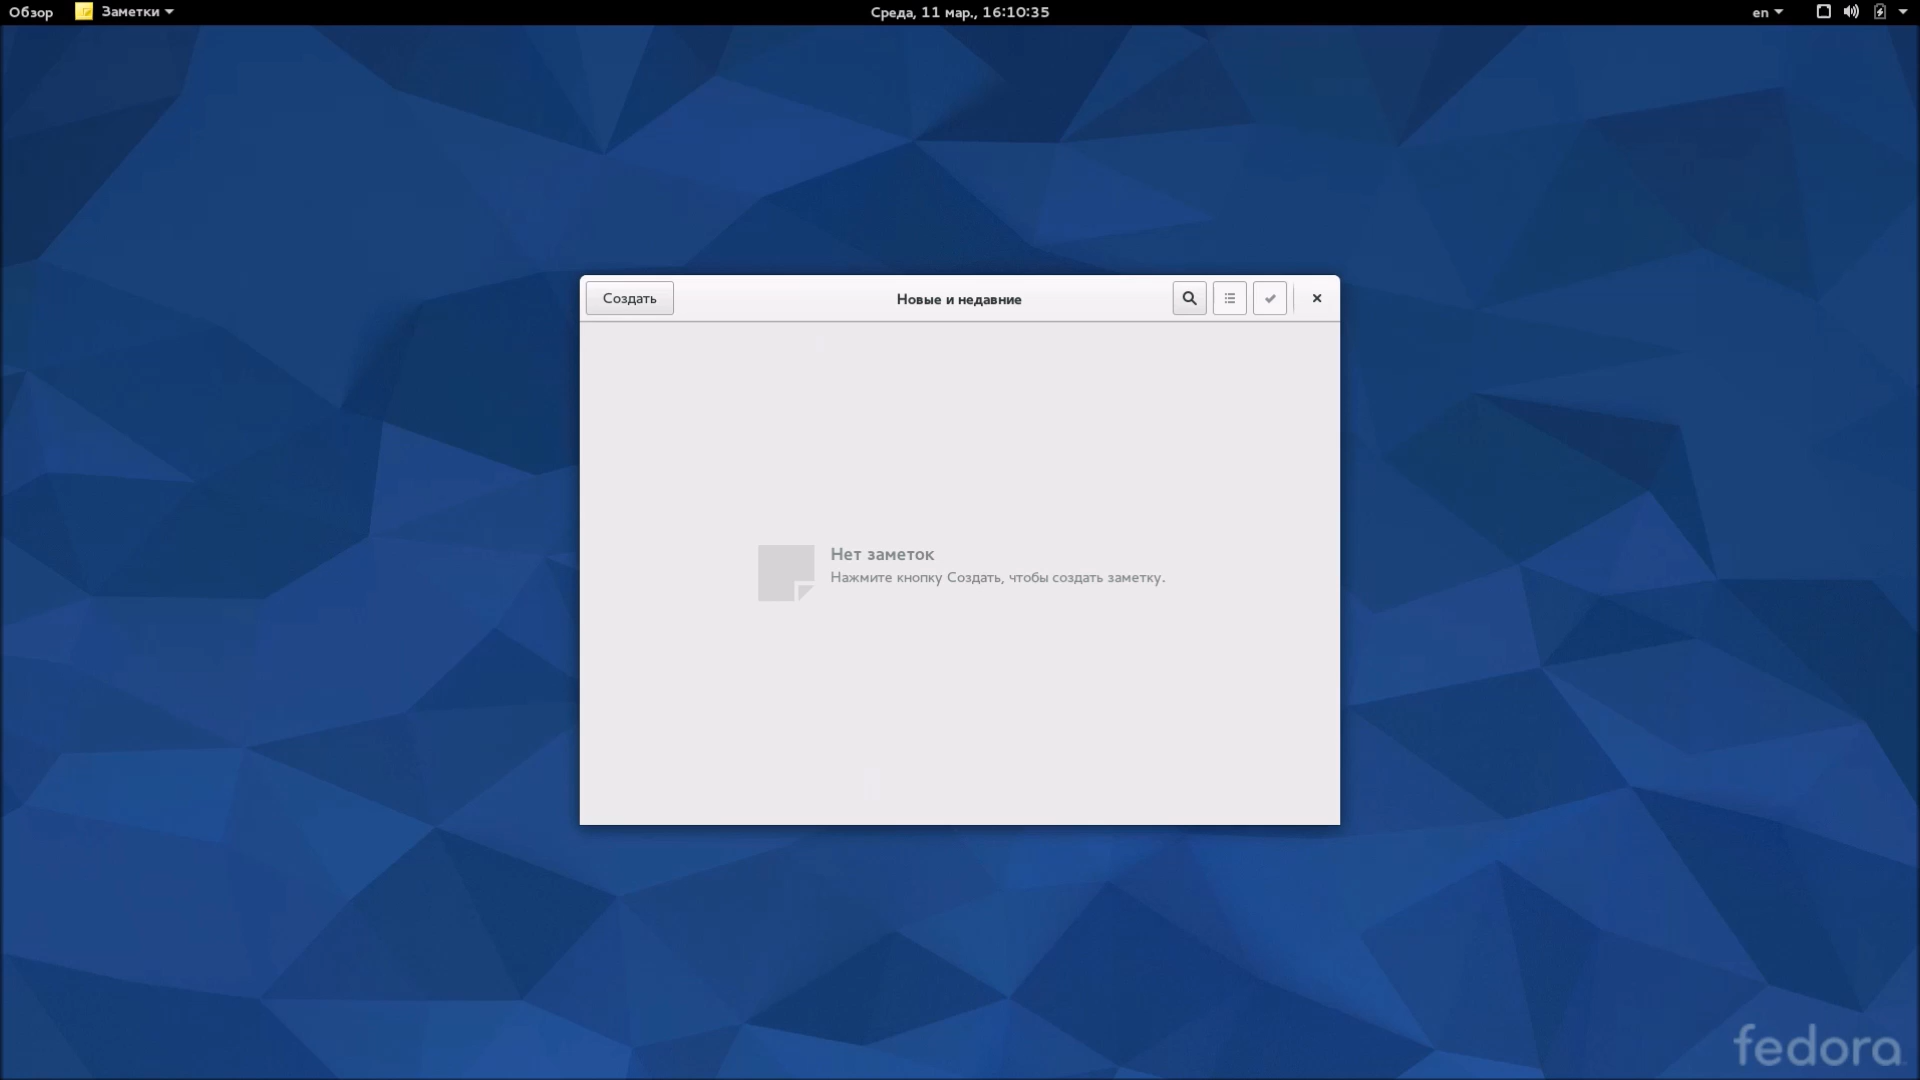 Обзор
Заметки
Среда, 11 мар., 16:10:35
en
Создать
Новые и недавние
Нет заметок
Нажмите кнопку Создать, чтобы создать заметку.
fedora